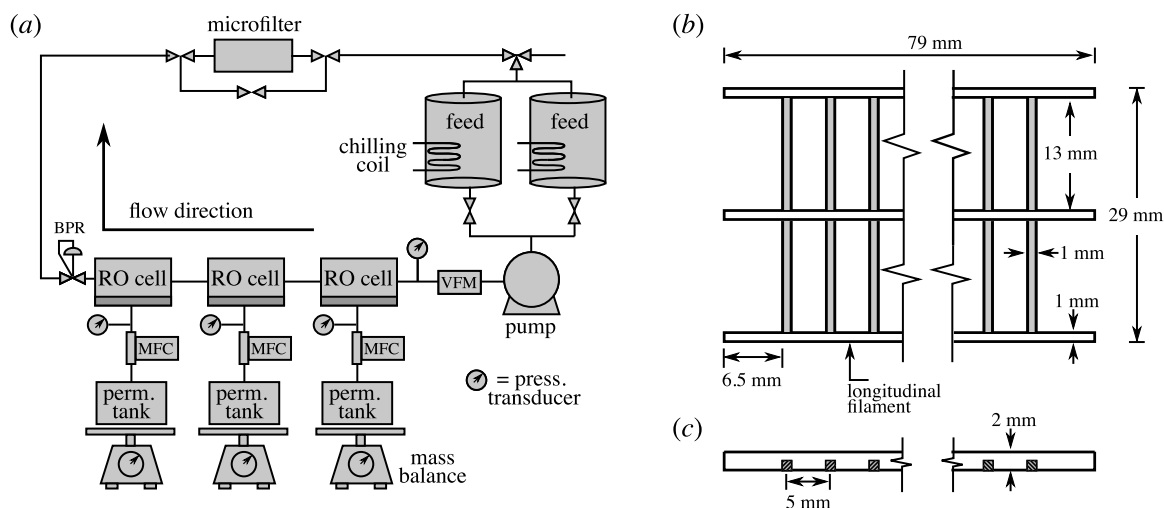 (a)
microfilter
feed
feed
chilling
coil
flow direction
BPR
RO cell
RO cell
RO cell
VFM
pump
MFC
MFC
MFC
perm.
tank
perm.
tank
perm.
tank
= press.
transducer
mass
balance
(b)
79 mm
13 mm
29 mm
1 mm
1 mm
6.5 mm
longitudinal
filament
(c)
2 mm
5 mm